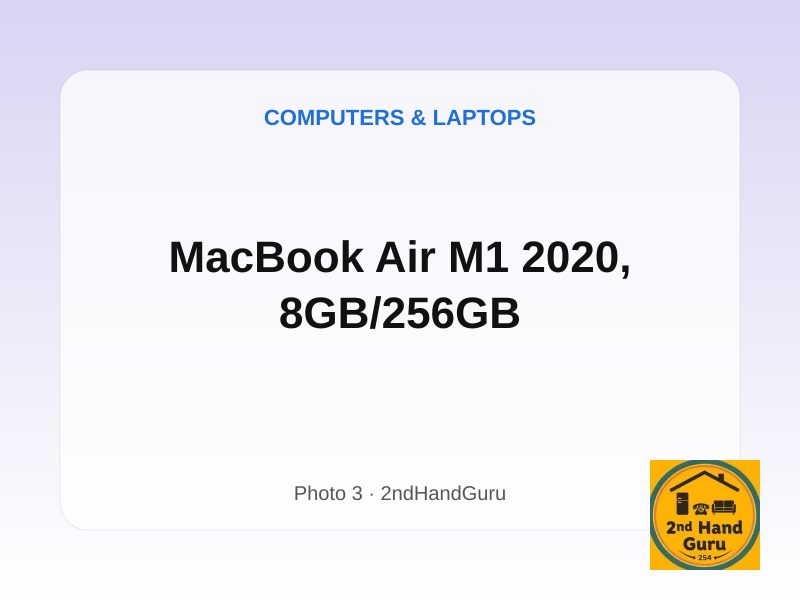 COMPUTERS & LAPTOPS
MacBook Air M1 2020,
8GB/256GB
Photo 3 · 2ndHandGuru
2nd Hand
Guru
254